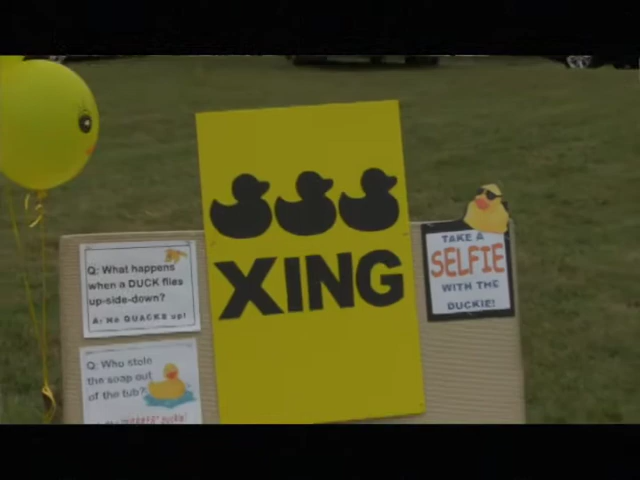 XING
Q: What happens
when a DUCK flies
up-side-down?
A: He QUACKS up!
Q: Who stole
the soap out
of the tub?
TAKE A
SELFIE
WITH THE
DUCKIE!